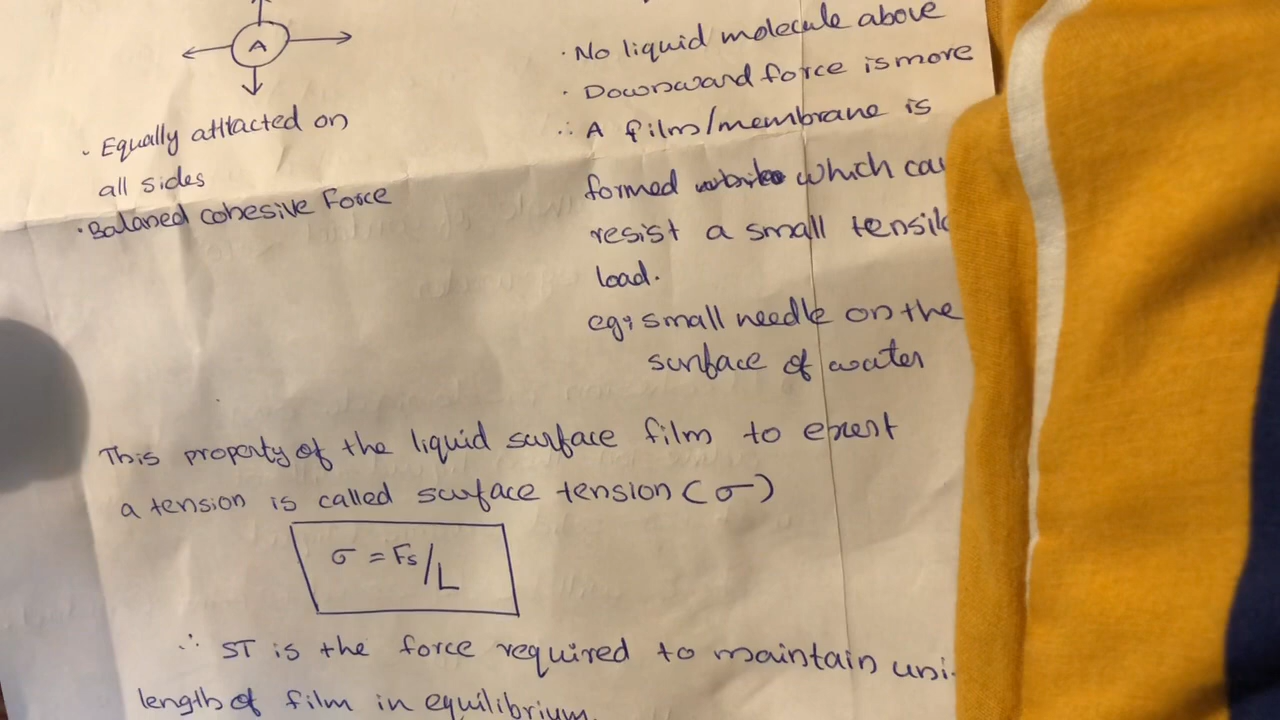 A
· Equally attracted on
all sides
· Balaned cohesive Force
· No liquid molecule above
· Downward force is more
∴ A film/membrane is
formed which ca
resist a small tensil
load.
eg: small needle on the
surface of water
This property of the liquid surface film to exert
a tension is called surface tension (σ)
σ = Fs/L
∴ ST is the force required to maintain uni
length of film in equilibrium.